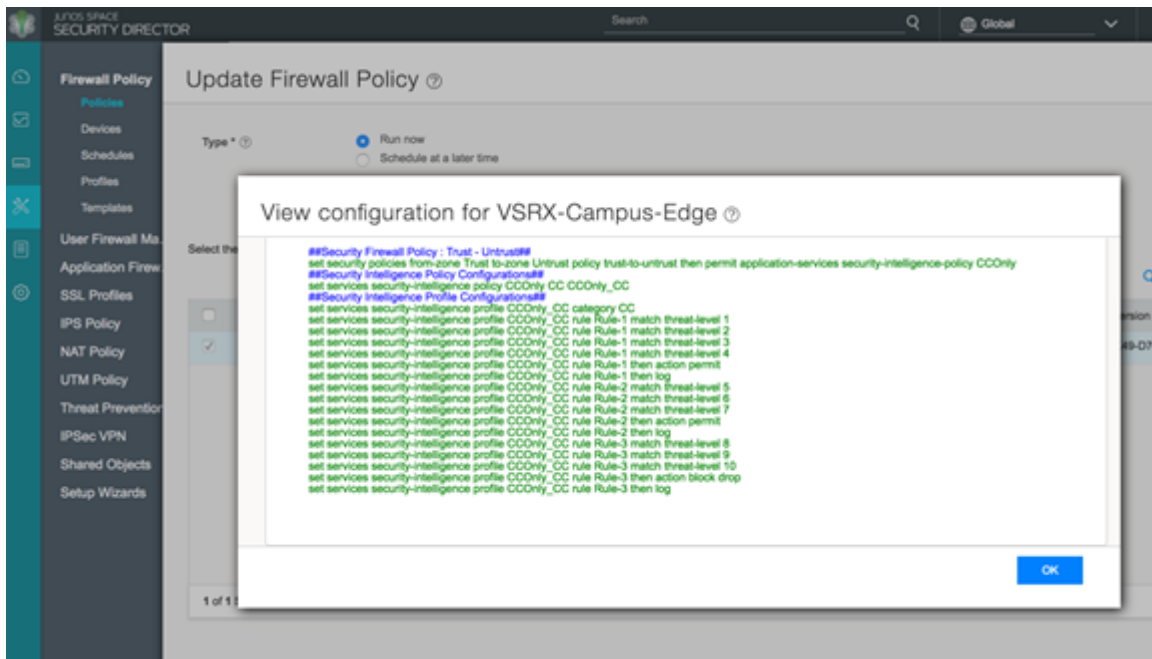 JUNOS SPACE
SECURITY DIRECTOR
Search
Global
Firewall Policy
Policies
Devices
Schedules
Profiles
Templates
User Firewall Ma.
Application Firew
SSL Profiles
IPS Policy
NAT Policy
UTM Policy
Threat Prevention
IPSec VPN
Shared Objects
Setup Wizards
Update Firewall Policy
Type *
Run now
Schedule at a later time
Select the
ersion
49-D7
1 of 1
View configuration for VSRX-Campus-Edge
##Security Firewall Policy : Trust - Untrust##
set security policies from-zone Trust to-zone Untrust policy trust-to-untrust then permit application-services security-intelligence-policy CCOnly
##Security Intelligence Policy Configurations##
set services security-intelligence policy CCOnly CC CCOnly_CC
##Security Intelligence Profile Configurations##
set services security-intelligence profile CCOnly_CC category CC
set services security-intelligence profile CCOnly_CC rule Rule-1 match threat-level 1
set services security-intelligence profile CCOnly_CC rule Rule-1 match threat-level 2
set services security-intelligence profile CCOnly_CC rule Rule-1 match threat-level 3
set services security-intelligence profile CCOnly_CC rule Rule-1 match threat-level 4
set services security-intelligence profile CCOnly_CC rule Rule-1 then action permit
set services security-intelligence profile CCOnly_CC rule Rule-1 then log
set services security-intelligence profile CCOnly_CC rule Rule-2 match threat-level 5
set services security-intelligence profile CCOnly_CC rule Rule-2 match threat-level 6
set services security-intelligence profile CCOnly_CC rule Rule-2 match threat-level 7
set services security-intelligence profile CCOnly_CC rule Rule-2 then action permit
set services security-intelligence profile CCOnly_CC rule Rule-2 then log
set services security-intelligence profile CCOnly_CC rule Rule-3 match threat-level 8
set services security-intelligence profile CCOnly_CC rule Rule-3 match threat-level 9
set services security-intelligence profile CCOnly_CC rule Rule-3 match threat-level 10
set services security-intelligence profile CCOnly_CC rule Rule-3 then action block drop
set services security-intelligence profile CCOnly_CC rule Rule-3 then log
OK